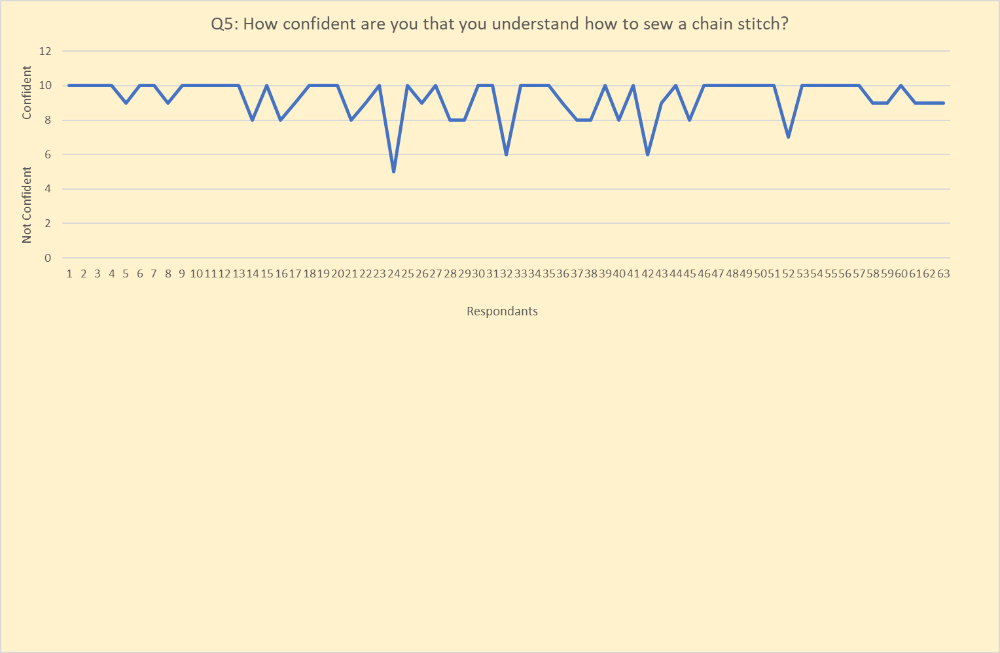 Q5: How confident are you that you understand how to sew a chain stitch?
12
10
8
6
4
2
0
Not Confident
Confident
1 2 3 4 5 6 7 8 9 10 11 12 13 14 15 16 17 18 19 20 21 22 23 24 25 26 27 28 29 30 31 32 33 34 35 36 37 38 39 40 41 42 43 44 45 46 47 48 49 50 51 52 53 54 55 56 57 58 59 60 61 62 63
Respondants